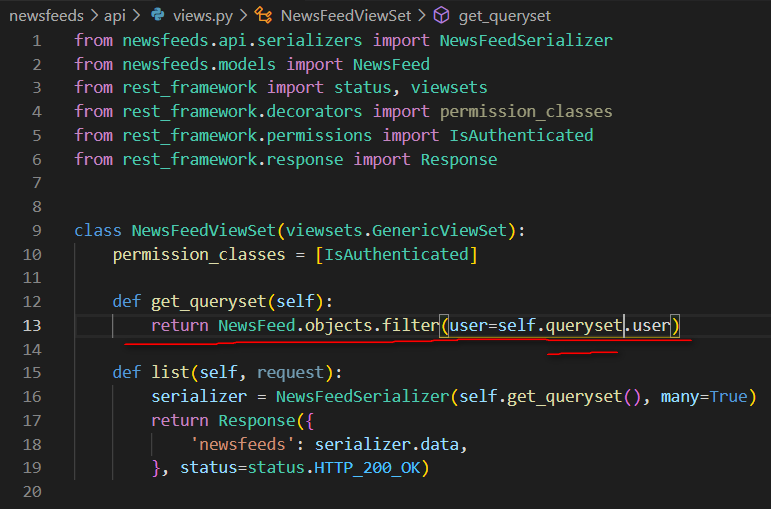 newsfeeds > api > views.py > NewsFeedViewSet > get_queryset
1 from newsfeeds.api.serializers import NewsFeedSerializer
2 from newsfeeds.models import NewsFeed
3 from rest_framework import status, viewsets
4 from rest_framework.decorators import permission_classes
5 from rest_framework.permissions import IsAuthenticated
6 from rest_framework.response import Response
7
8
9 class NewsFeedViewSet(viewsets.GenericViewSet):
10     permission_classes = [IsAuthenticated]
11
12     def get_queryset(self):
13         return NewsFeed.objects.filter(user=self.queryset.user)
14
15     def list(self, request):
16         serializer = NewsFeedSerializer(self.get_queryset(), many=True)
17         return Response({
18             'newsfeeds': serializer.data,
19         }, status=status.HTTP_200_OK)
20